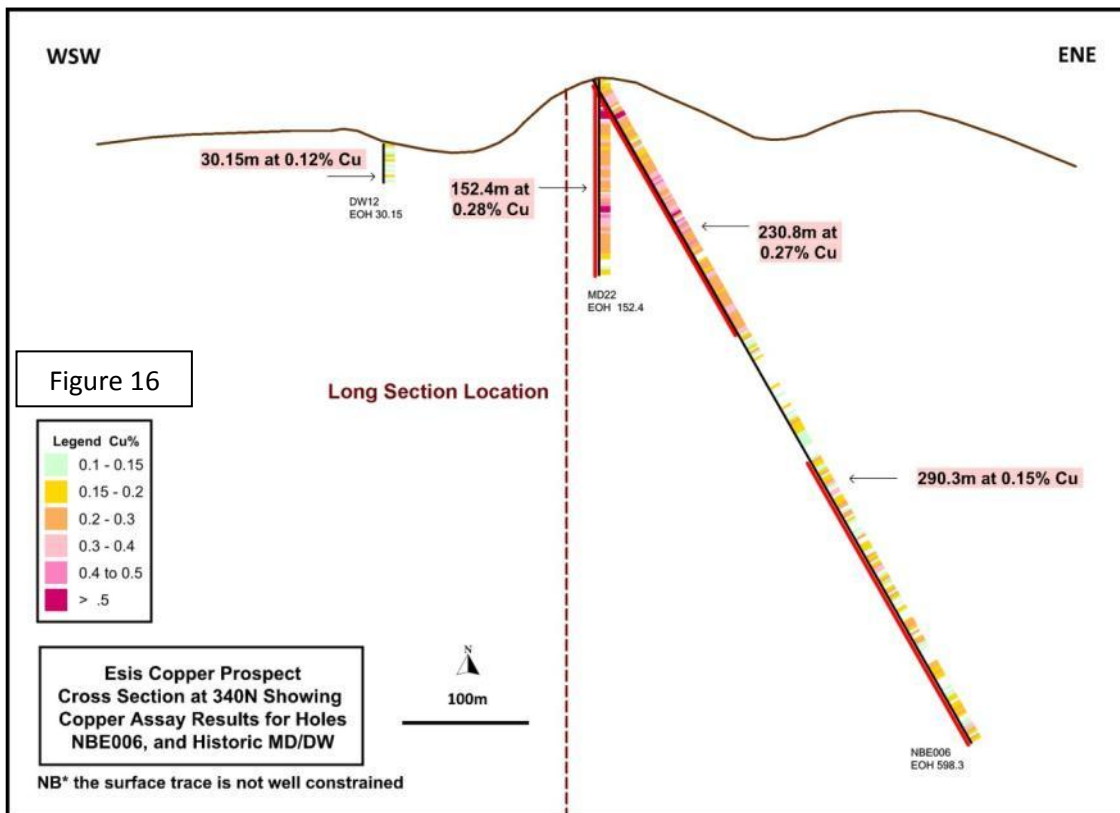 WSW
ENE
30.15m at 0.12% Cu
DW12
EOH 30.15
152.4m at
0.28% Cu
230.8m at
0.27% Cu
MD22
EOH 152.4
Figure 16
Long Section Location
Legend Cu%
0.1 - 0.15
0.15 - 0.2
0.2 - 0.3
0.3 - 0.4
0.4 to 0.5
> .5
290.3m at 0.15% Cu
Esis Copper Prospect
Cross Section at 340N Showing
Copper Assay Results for Holes
NBE006, and Historic MD/DW
N
100m
NBE006
EOH 598.3
NB* the surface trace is not well constrained